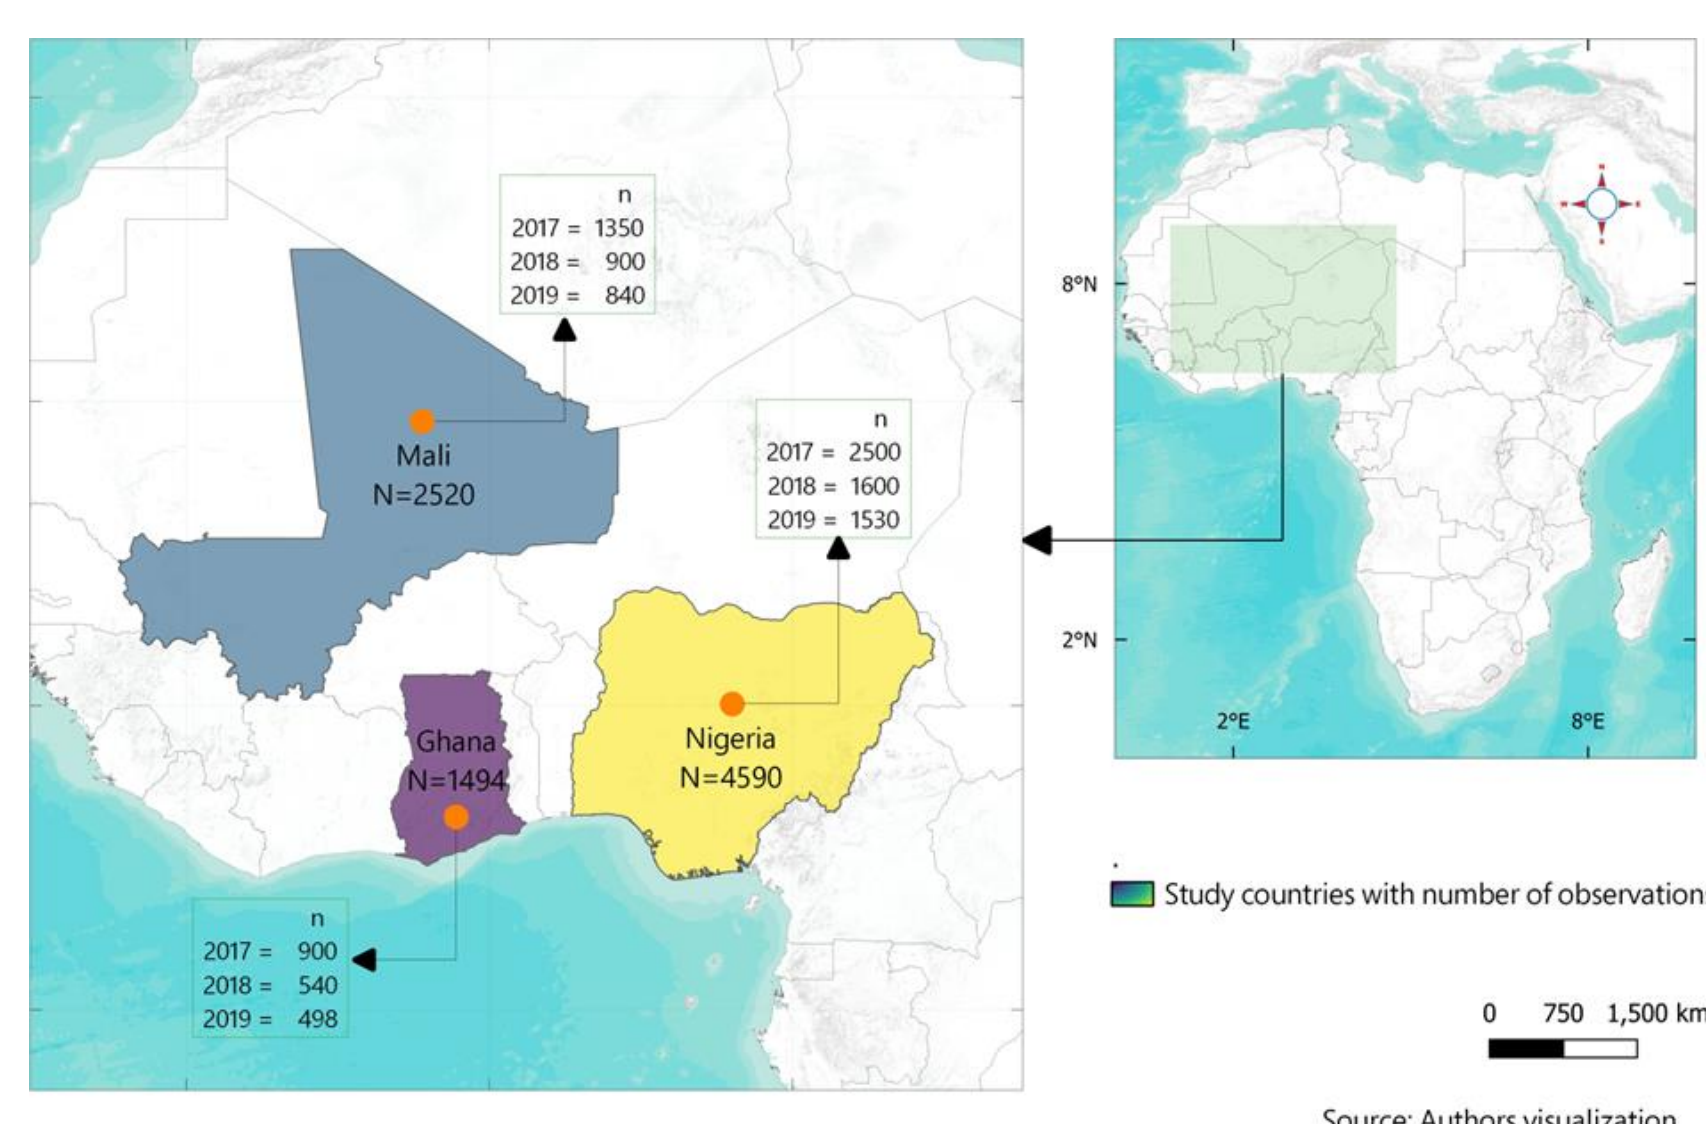 n
2017 = 1350
2018 = 900
2019 = 840
Mali
N=2520
n
2017 = 2500
2018 = 1600
2019 = 1530
Nigeria
N=4590
Ghana
N=1494
n
2017 = 900
2018 = 540
2019 = 498
N
W E
S
8°N
2°N
2°E 8°E
Study countries with number of observation
0 750 1,500 km
Source: Authors visualization